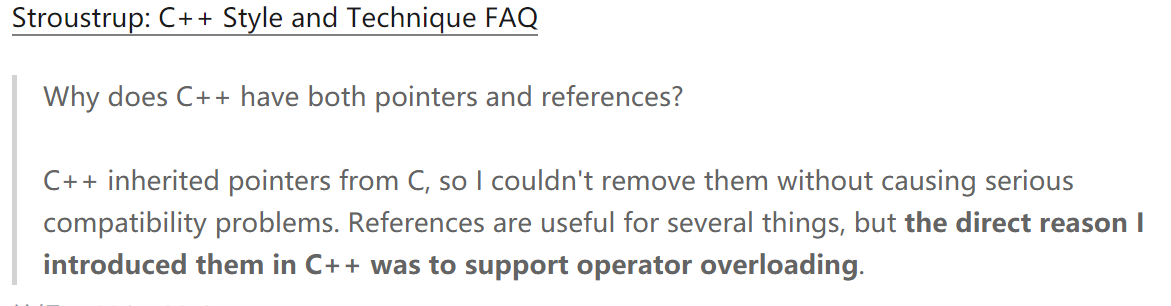 Stroustrup: C++ Style and Technique FAQ
Why does C++ have both pointers and references?
C++ inherited pointers from C, so I couldn't remove them without causing serious
compatibility problems. References are useful for several things, but the direct reason I
introduced them in C++ was to support operator overloading.